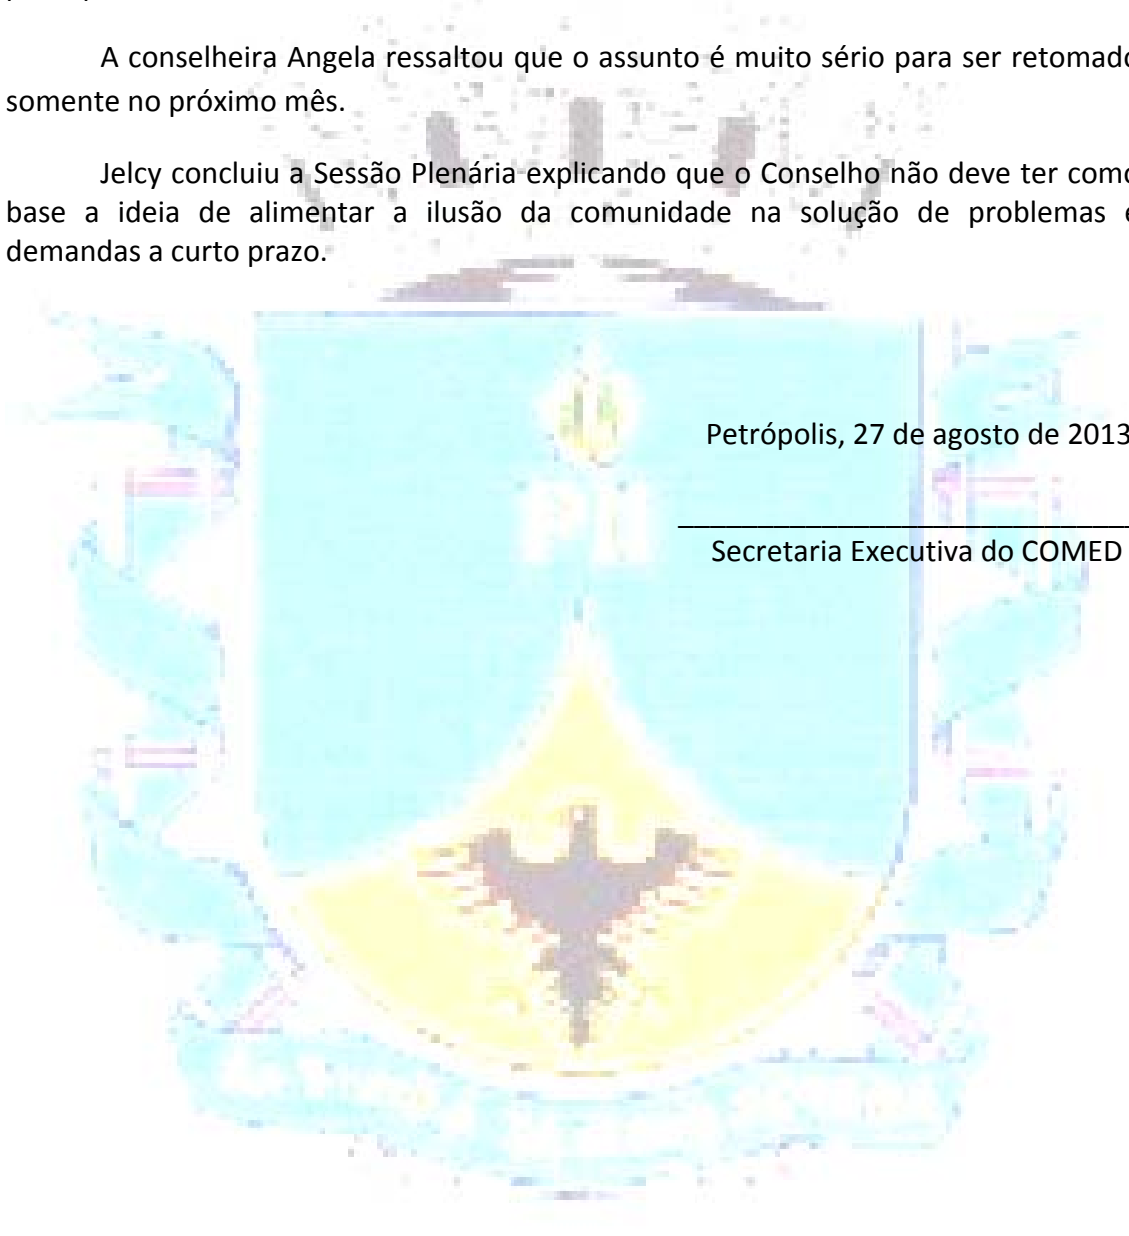 A conselheira Angela ressaltou que o assunto é muito sério para ser retomado
somente no próximo mês.
Jelcy concluiu a Sessão Plenária explicando que o Conselho não deve ter como
base a ideia de alimentar a ilusão da comunidade na solução de problemas e
demandas a curto prazo.
Petrópolis, 27 de agosto de 2013
Secretaria Executiva do COMED